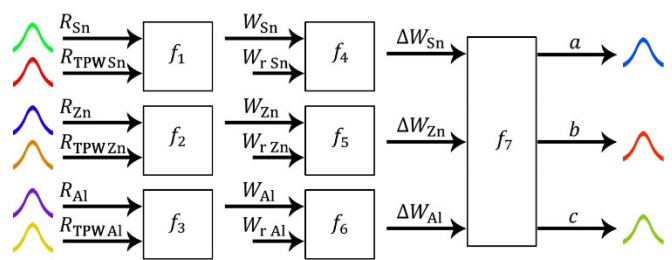 R_Sn W_Sn ΔW_Sn a
f_1 f_4
R_TPW Sn W_r Sn
R_Zn W_Zn ΔW_Zn b
f_2 f_5 f_7
R_TPW Zn W_r Zn
R_Al W_Al ΔW_Al c
f_3 f_6
R_TPW Al W_r Al